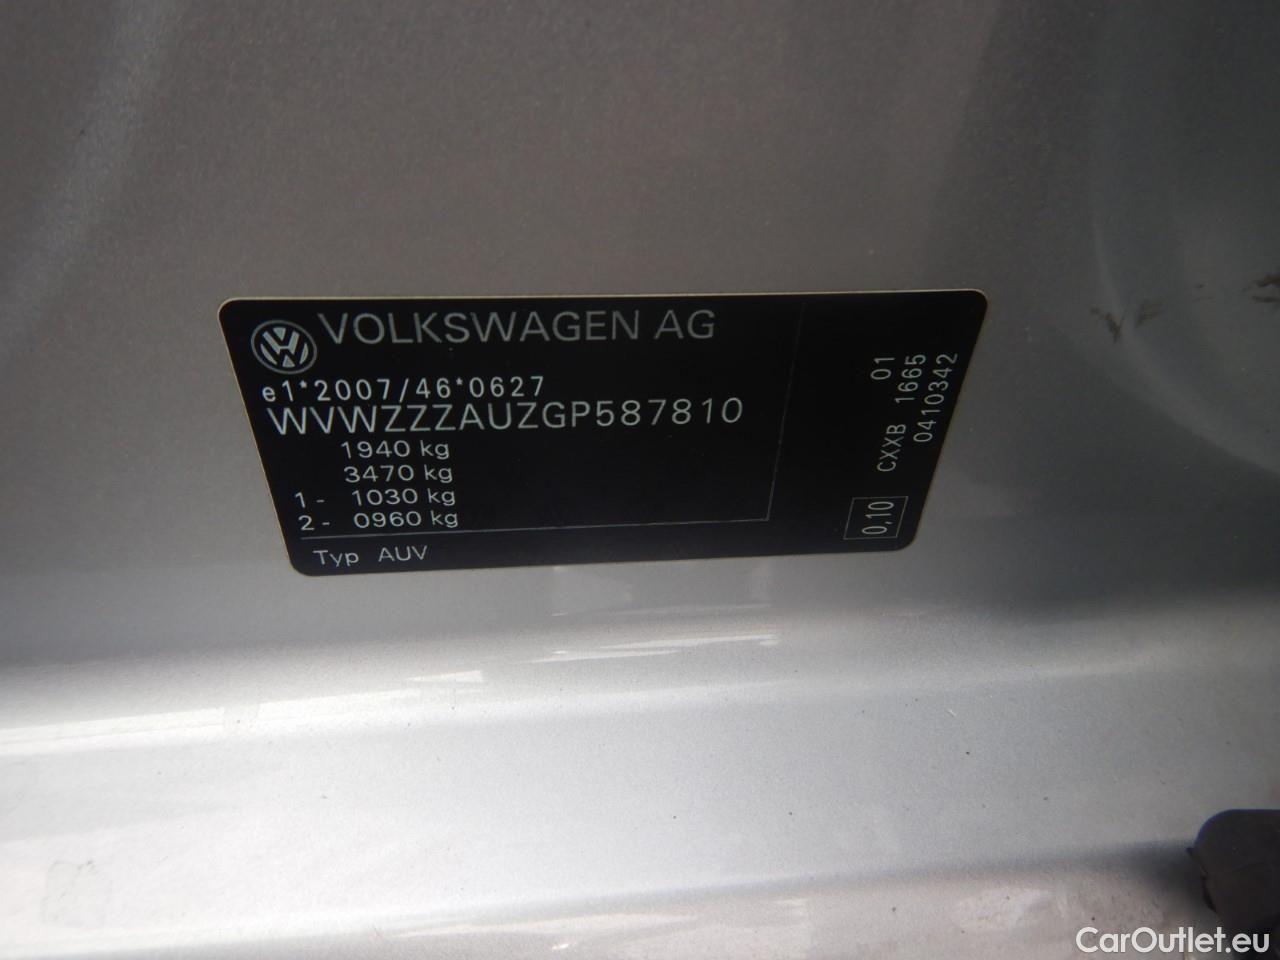 VOLKSWAGEN AG
e1*2007/46*0627
WVWZZZAUZGP587810
1940 kg
3470 kg
1 - 1030 kg
2 - 0960 kg
Typ AUV
01
CXXB 1665
0410342
0,10
CarOutlet.eu